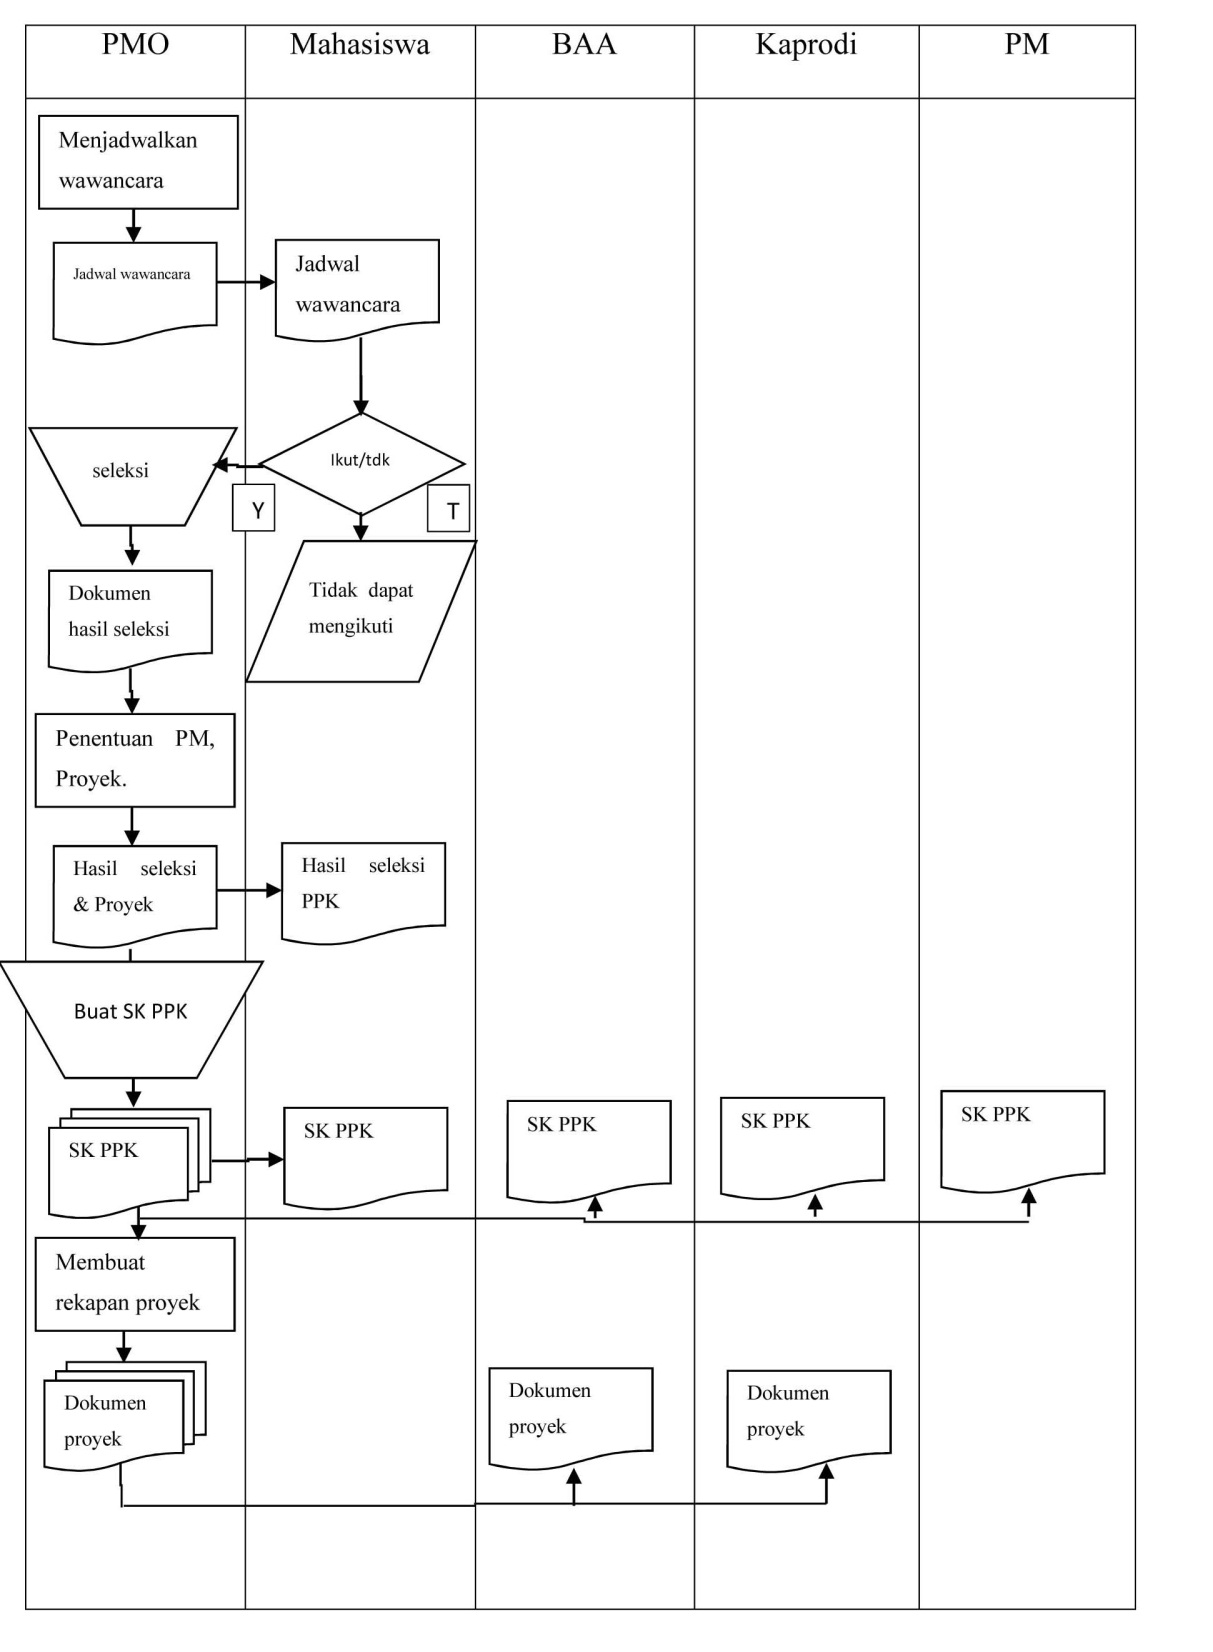 PMO
Mahasiswa
BAA
Kaprodi
PM
Menjadwalkan
wawancara
Jadwal wawancara
Jadwal
wawancara
Ikut/tdk
seleksi
Y
T
Dokumen
hasil seleksi
Tidak dapat
mengikuti
Penentuan PM,
Proyek.
Hasil seleksi
& Proyek
Hasil seleksi
PPK
Buat SK PPK
SK PPK
SK PPK
SK PPK
SK PPK
SK PPK
Membuat
rekapan proyek
Dokumen
proyek
Dokumen
proyek
Dokumen
proyek